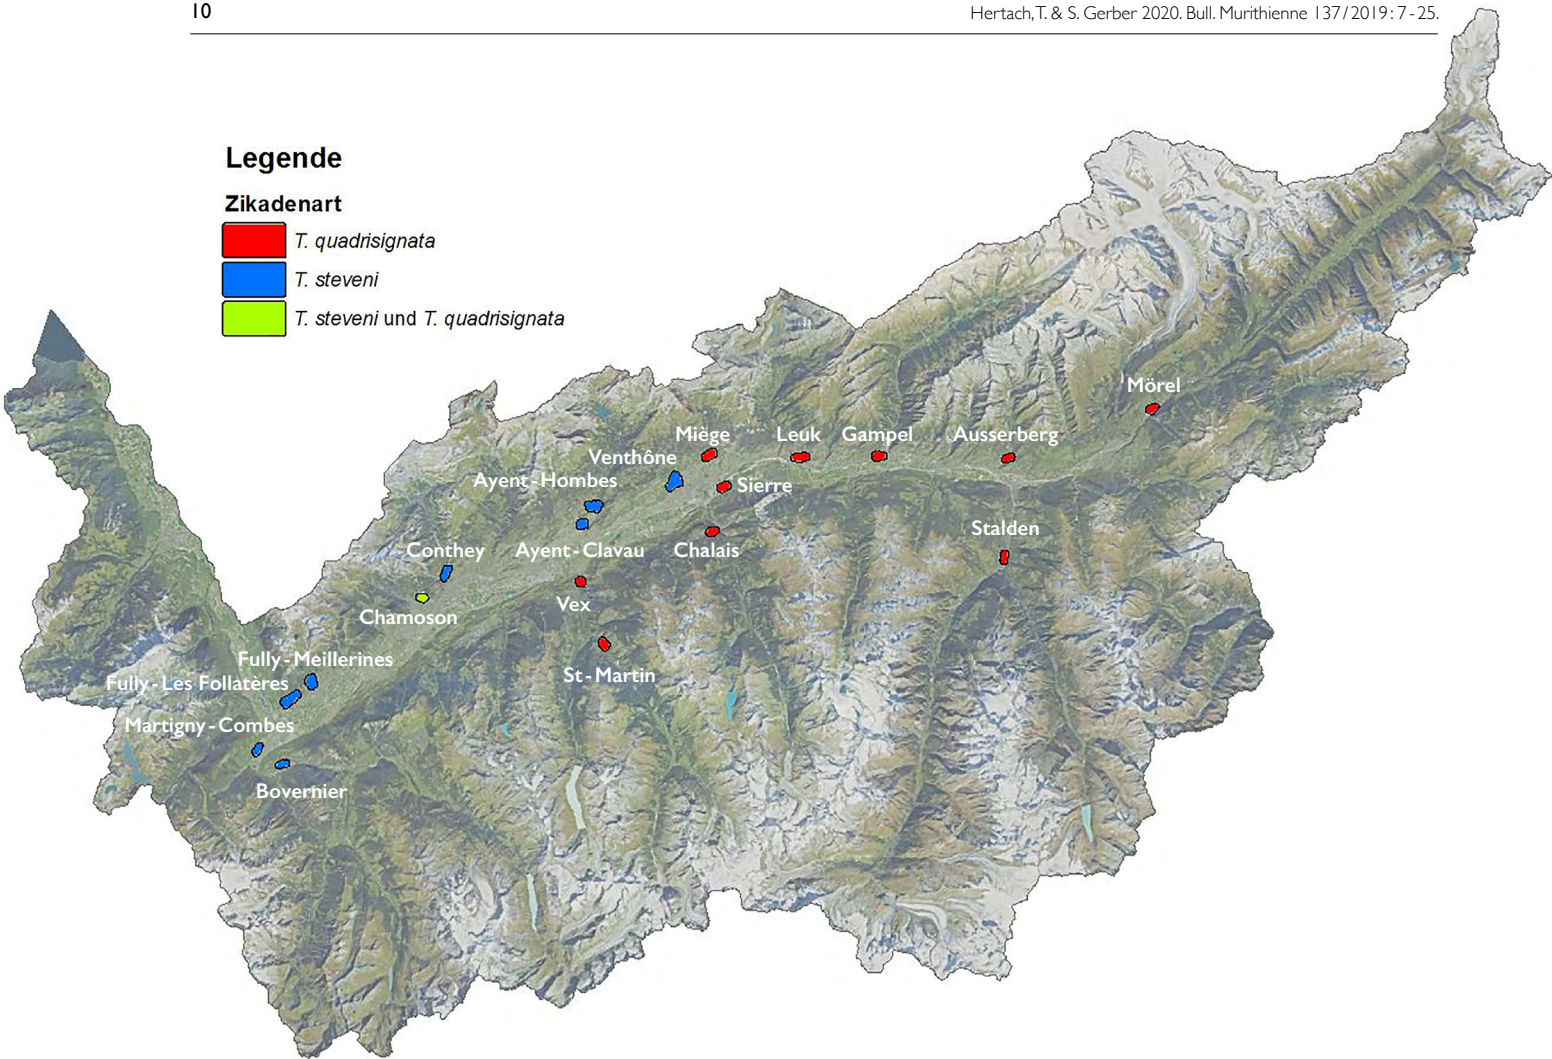 10
Hertach, T. & S. Gerber 2020. Bull. Murithienne 137/2019: 7-25.
Legende
Zikadenart
T. quadrisignata
T. steveni
T. steveni und T. quadrisignata
Mörel
Miège
Leuk
Gampel
Ausserberg
Venthône
Ayent-Hombes
Sierre
Stalden
Conthey
Ayent-Clavau
Chalais
Vex
Chamoson
Fully-Meillerines
St-Martin
Fully-Les Follatères
Martigny-Combes
Bovernier